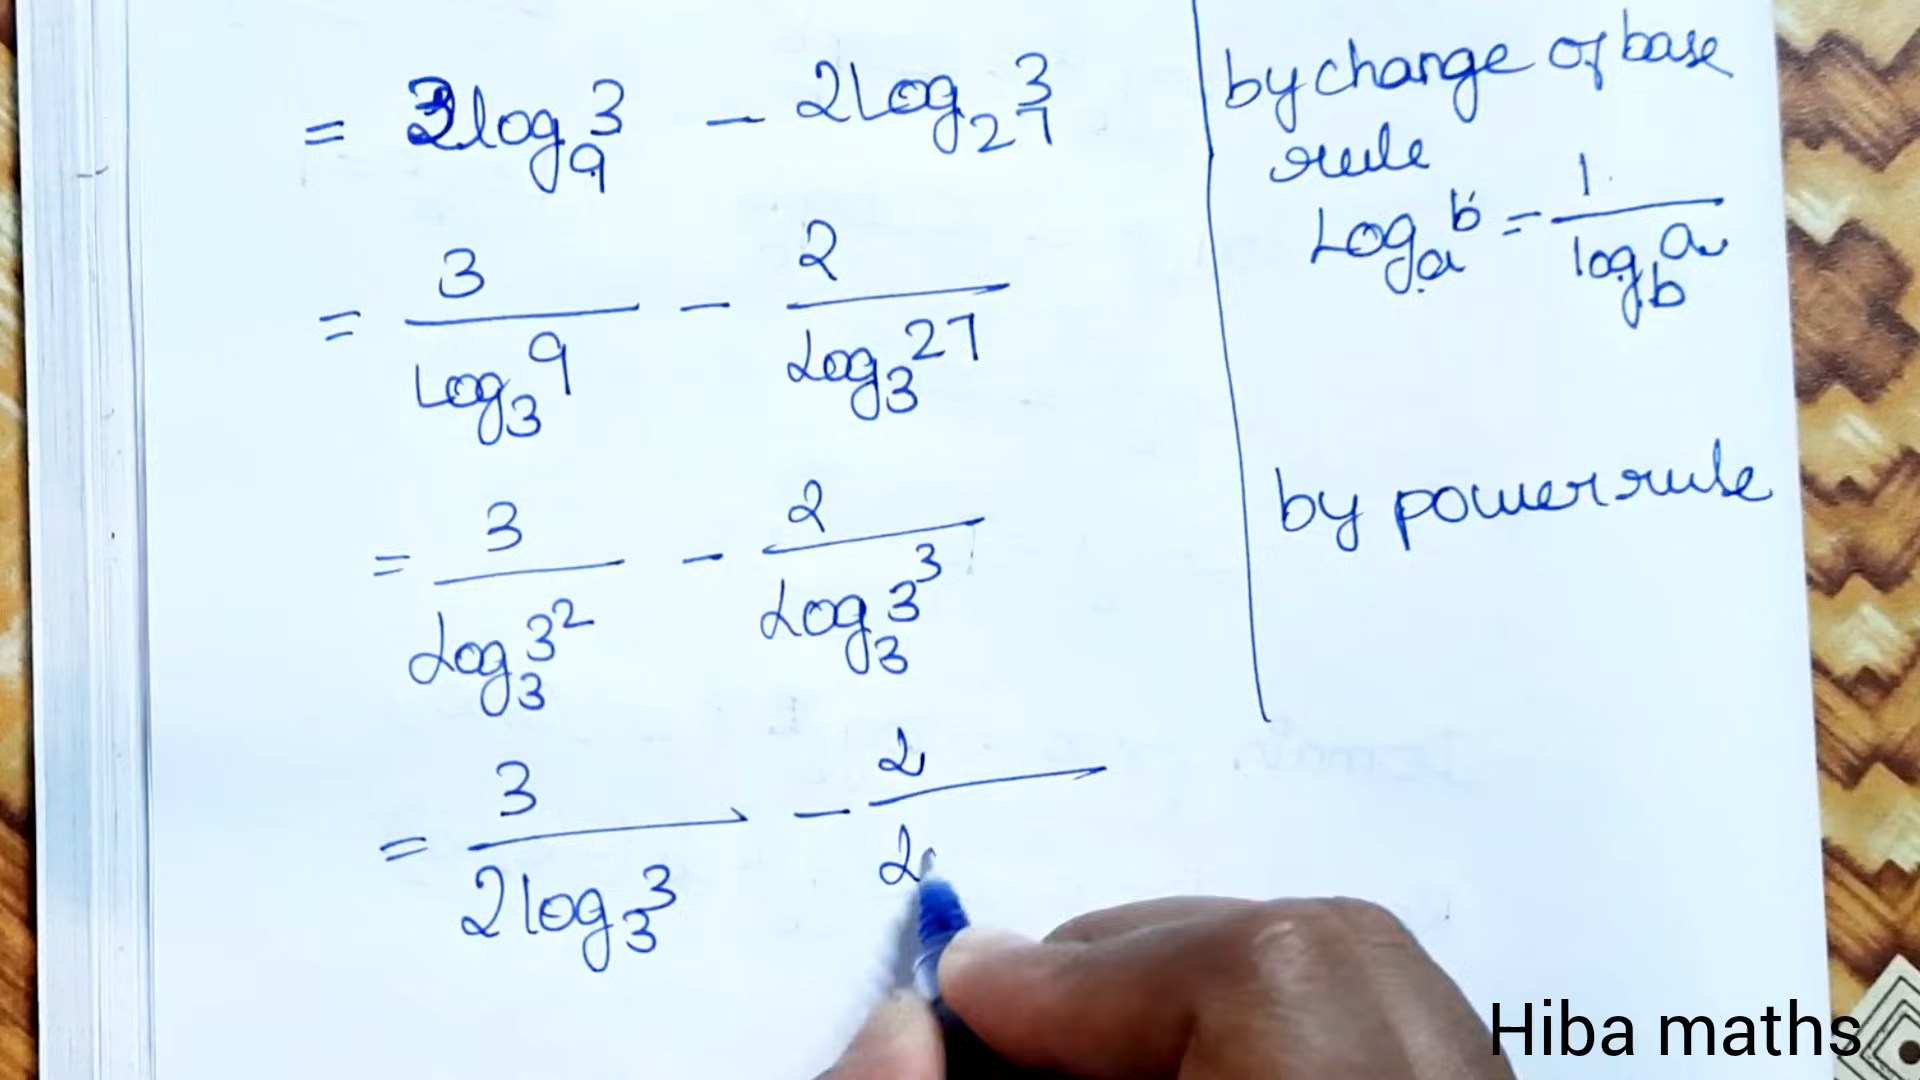 = 3log₉3 − 2Log₂₇3
= 3/Log₃9 − 2/Log₃27
= 3/Log₃3² − 2/Log₃3³
= 3/2log₃3 − 2/2
by change of base
rule
Logₐb = 1/log_b a
by power rule
Hiba maths